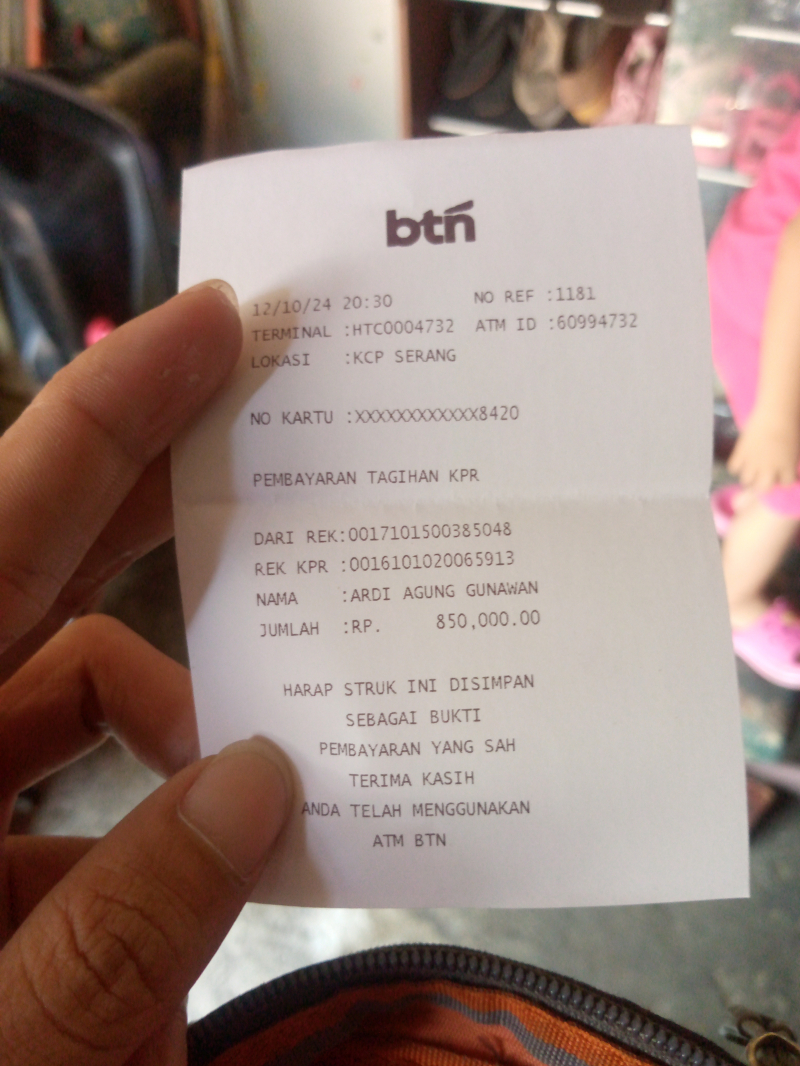 btn
12/10/24 20:30 NO REF :1181
TERMINAL :HTC0004732 ATM ID :60994732
LOKASI :KCP SERANG
NO KARTU :XXXXXXXXXXXX8420
PEMBAYARAN TAGIHAN KPR
DARI REK:0017101500385048
REK KPR :0016101020065913
NAMA :ARDI AGUNG GUNAWAN
JUMLAH :RP. 850,000.00
HARAP STRUK INI DISIMPAN
SEBAGAI BUKTI
PEMBAYARAN YANG SAH
TERIMA KASIH
ANDA TELAH MENGGUNAKAN
ATM BTN